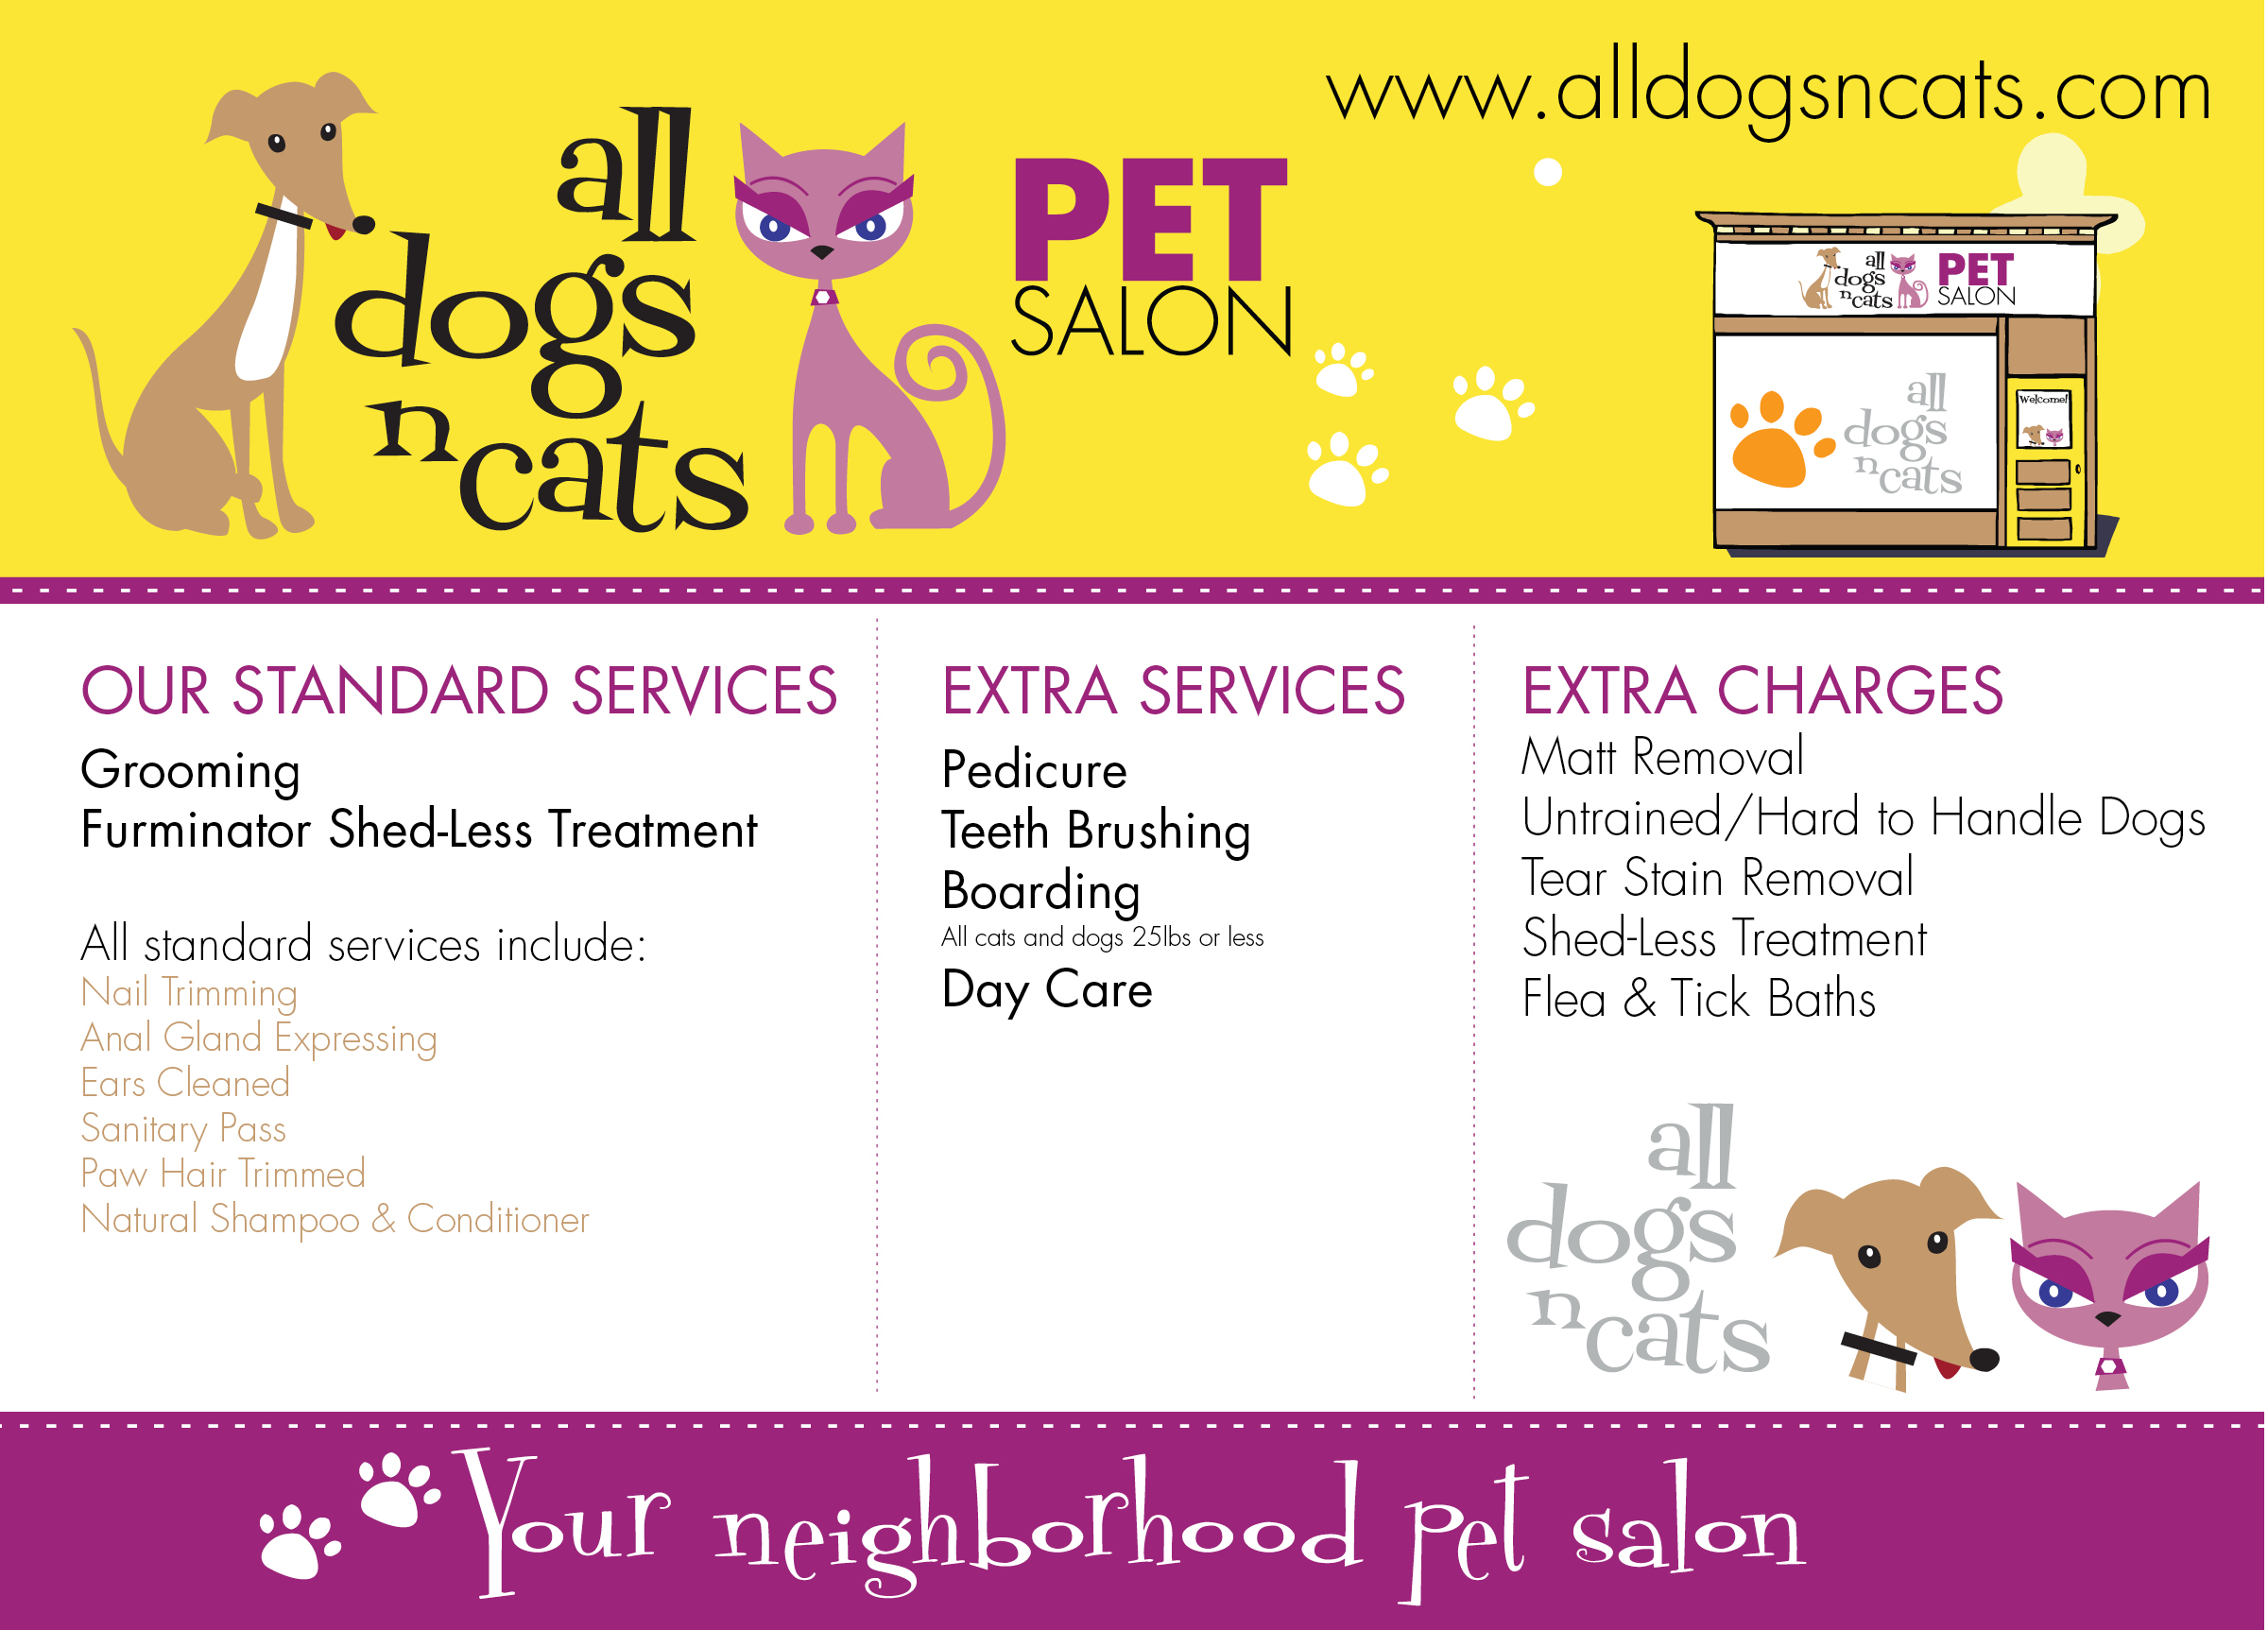 www.alldogsncats.com
all
dogs
n
cats
PET
SALON
all
dogs
n
cats
PET
SALON
all
dogs
n
cats
Welcome!
OUR STANDARD SERVICES
Grooming
Furminator Shed-Less Treatment
All standard services include:
Nail Trimming
Anal Gland Expressing
Ears Cleaned
Sanitary Pass
Paw Hair Trimmed
Natural Shampoo & Conditioner
EXTRA SERVICES
Pedicure
Teeth Brushing
Boarding
All cats and dogs 25lbs or less
Day Care
EXTRA CHARGES
Matt Removal
Untrained/Hard to Handle Dogs
Tear Stain Removal
Shed-Less Treatment
Flea & Tick Baths
all
dogs
n
cats
Your neighborhood pet salon